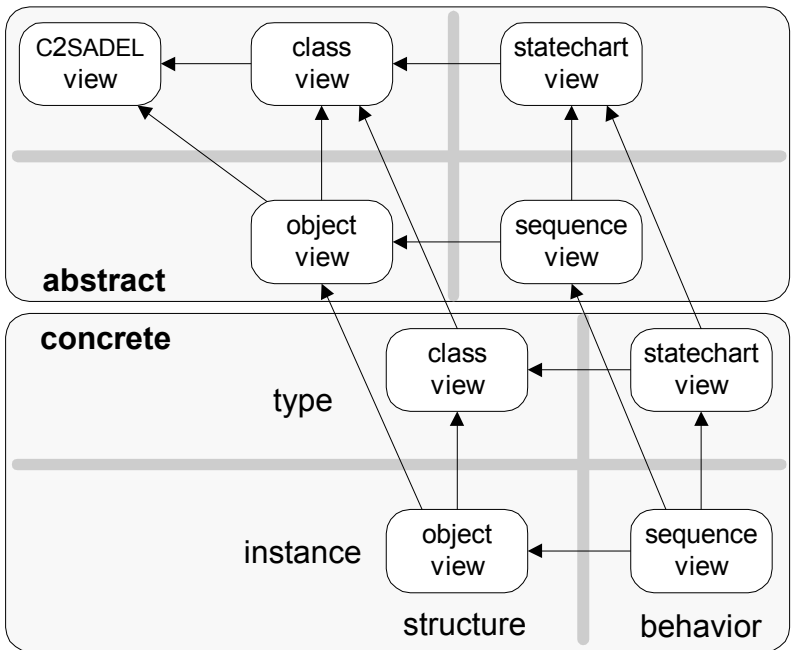 C2SADEL
view
class
view
statechart
view
object
view
sequence
view
abstract
concrete
class
view
statechart
view
type
object
view
sequence
view
instance
structure
behavior